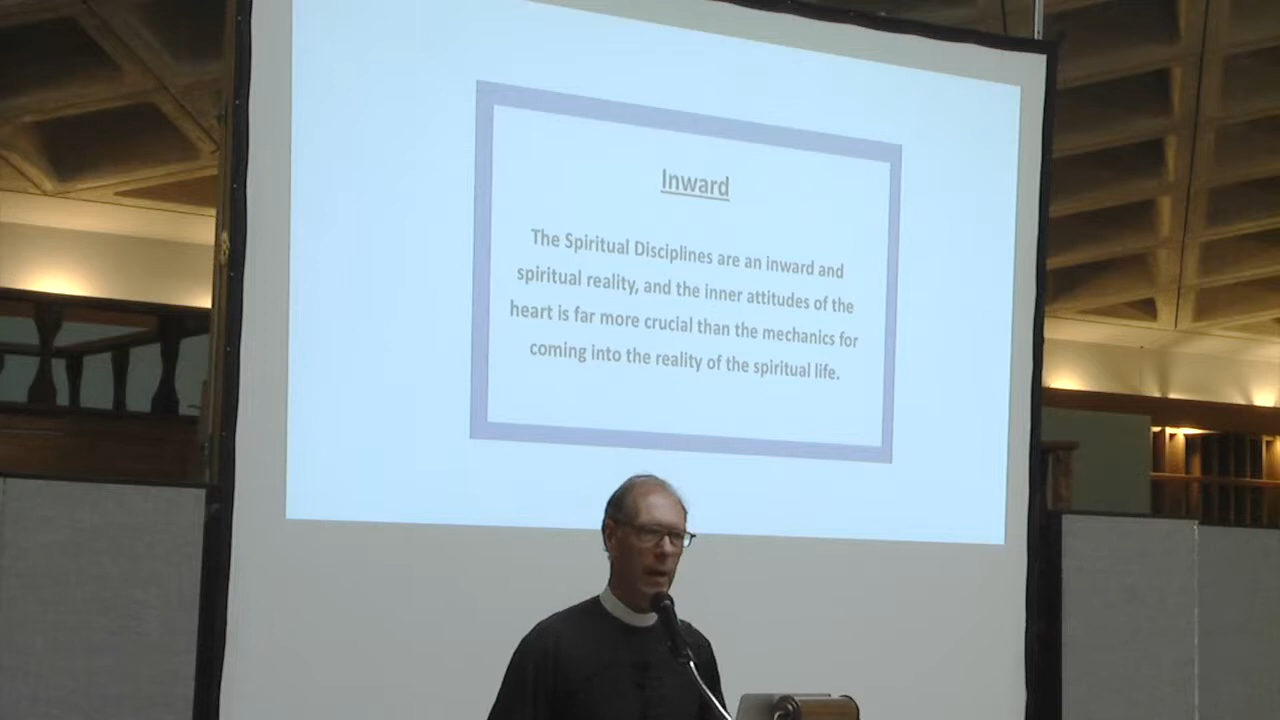 Inward
The Spiritual Disciplines are an inward and
spiritual reality, and the inner attitudes of the
heart is far more crucial than the mechanics for
coming into the reality of the spiritual life.